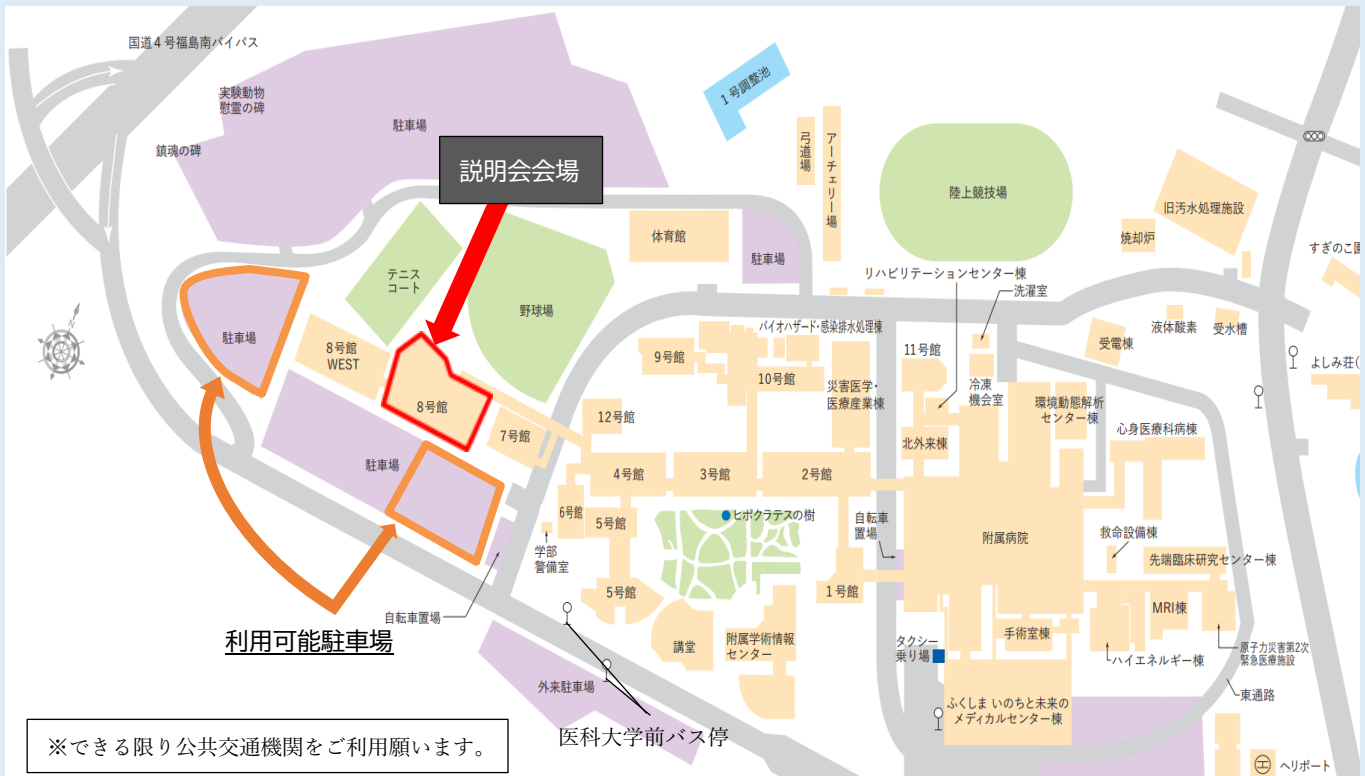 国道4号福島南バイパス
実験動物
慰霊の碑
鎮魂の碑
駐車場
1号調整池
説明会会場
弓道場
アーチェリー場
陸上競技場
旧汚水処理施設
焼却炉
すぎのこ園
体育館
駐車場
リハビリテーションセンター棟
洗濯室
テニス
コート
野球場
駐車場
8号館
WEST
8号館
7号館
駐車場
バイオハザード・感染排水処理棟
9号館
10号館
災害医学・
医療産業棟
11号館
冷凍
機会室
北外来棟
環境動態解析
センター棟
受電棟
液体酸素
受水槽
よしみ荘(
心身医療科病棟
12号館
4号館
3号館
2号館
6号館
5号館
ヒポクラテスの樹
自転車
置場
附属病院
救命設備棟
先端臨床研究センター棟
学部
警備室
5号館
1号館
MRI棟
自転車置場
利用可能駐車場
講堂
附属学術情報
センター
タクシー
乗り場
手術室棟
ハイエネルギー棟
原子力災害第2次
緊急医療施設
東通路
外来駐車場
ふくしま いのちと未来の
メディカルセンター棟
医科大学前バス停
※できる限り公共交通機関をご利用願います。
ヘリポート